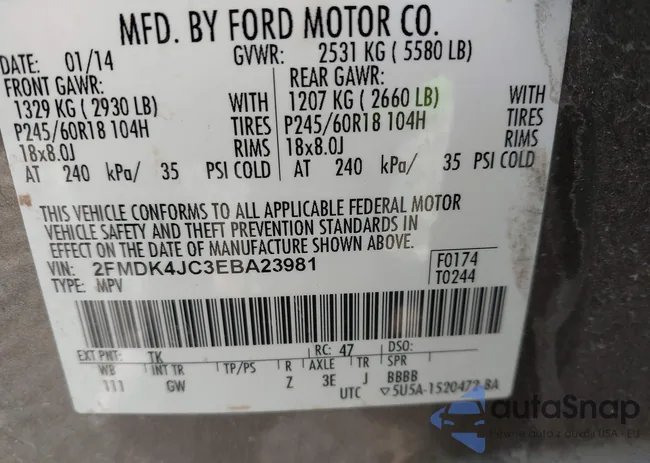 MFD. BY FORD MOTOR CO.
DATE: 01/14 GVWR: 2531 KG ( 5580 LB)
FRONT GAWR: REAR GAWR:
1329 KG ( 2930 LB) WITH 1207 KG ( 2660 LB) WITH
P245/60R18 104H TIRES P245/60R18 104H TIRES
18x8.0J RIMS 18x8.0J RIMS
AT 240 kPa/ 35 PSI COLD AT 240 kPa/ 35 PSI COLD
THIS VEHICLE CONFORMS TO ALL APPLICABLE FEDERAL MOTOR
VEHICLE SAFETY AND THEFT PREVENTION STANDARDS IN
EFFECT ON THE DATE OF MANUFACTURE SHOWN ABOVE.
VIN: 2FMDK4JC3EBA23981 F0174
TYPE: MPV T0244
EXT PNT: TK RC: 47 DSO:
WB INT TR TP/PS R AXLE TR SPR
111 GW Z 3E J BBBB
UTC ▽5U5A-1520472-BA
autaSnap